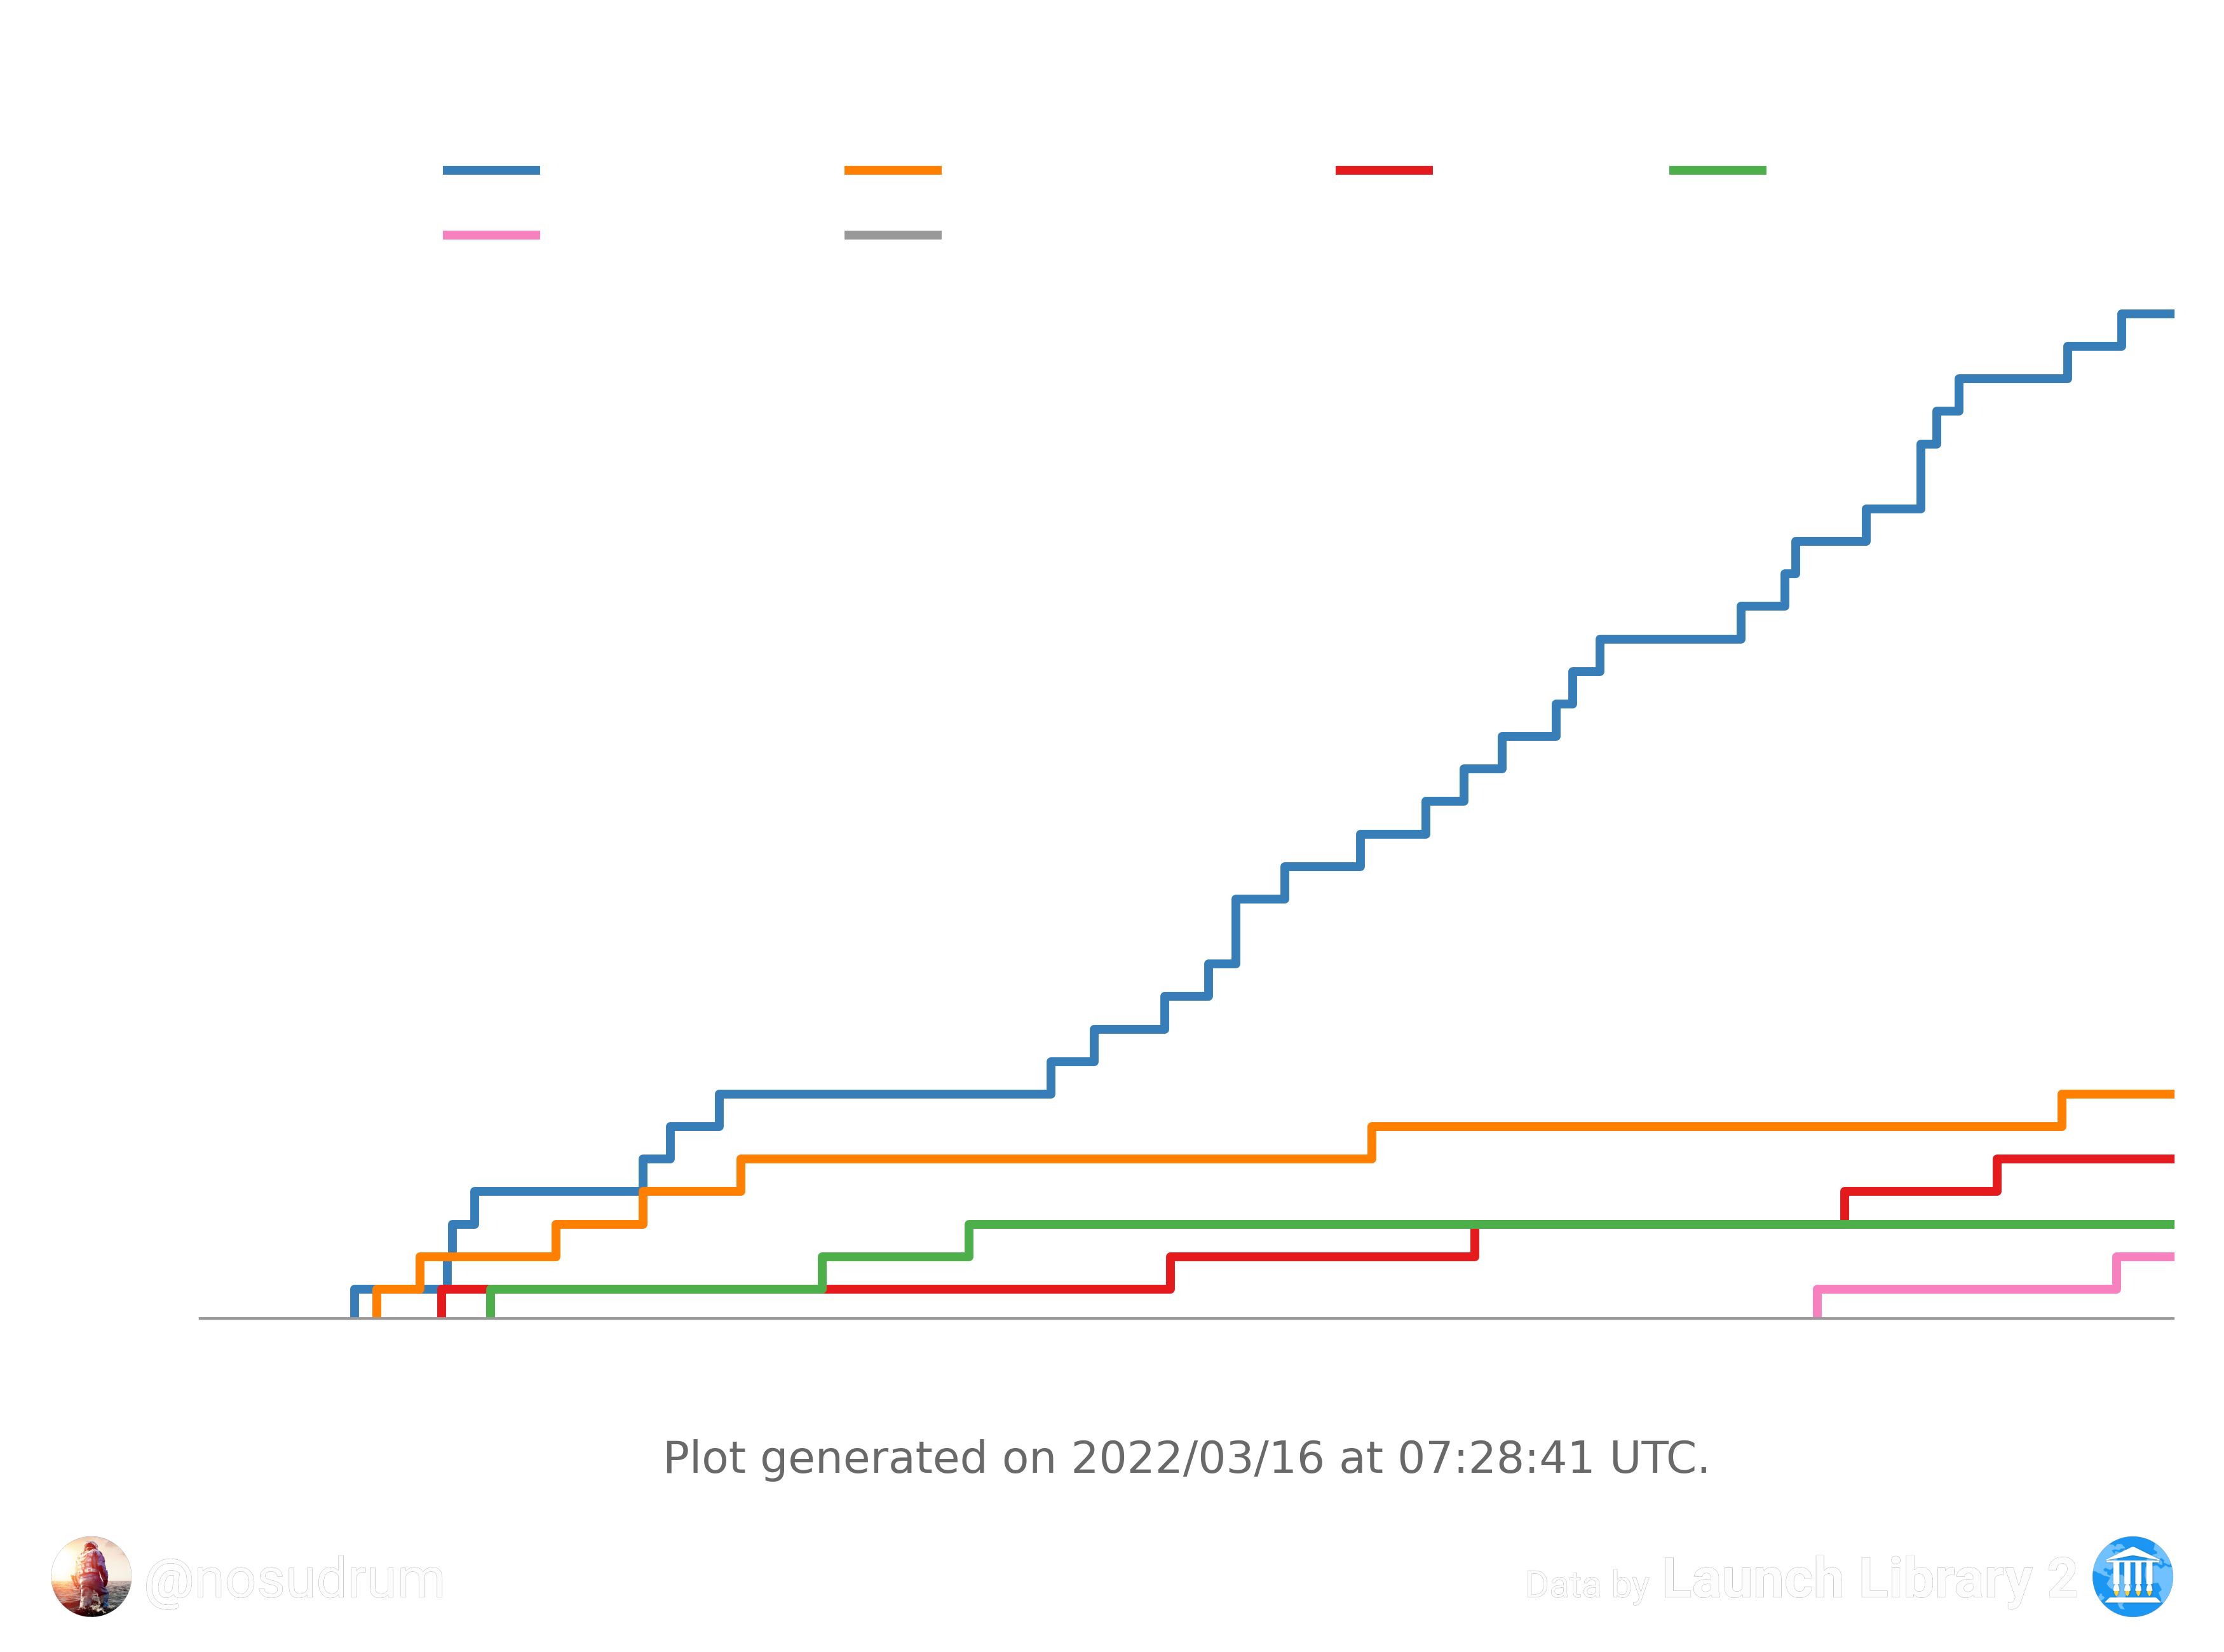 Plot generated on 2022/03/16 at 07:28:41 UTC.
@nosudrum
Data by Launch Library 2